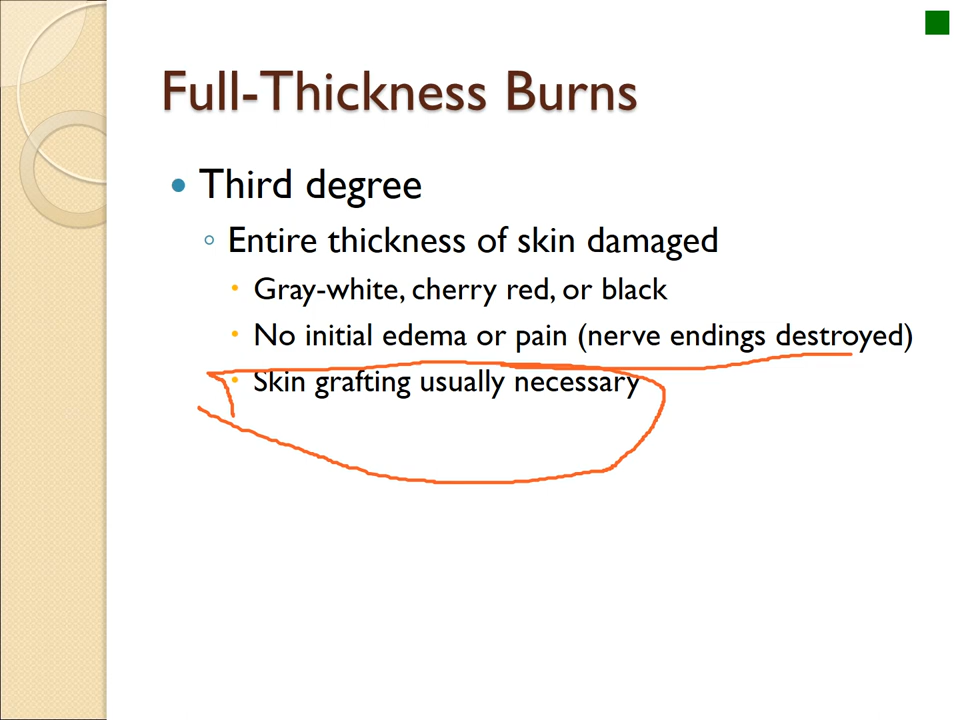 Full-Thickness Burns
Third degree
Entire thickness of skin damaged
Gray-white, cherry red, or black
No initial edema or pain (nerve endings destroyed)
Skin grafting usually necessary